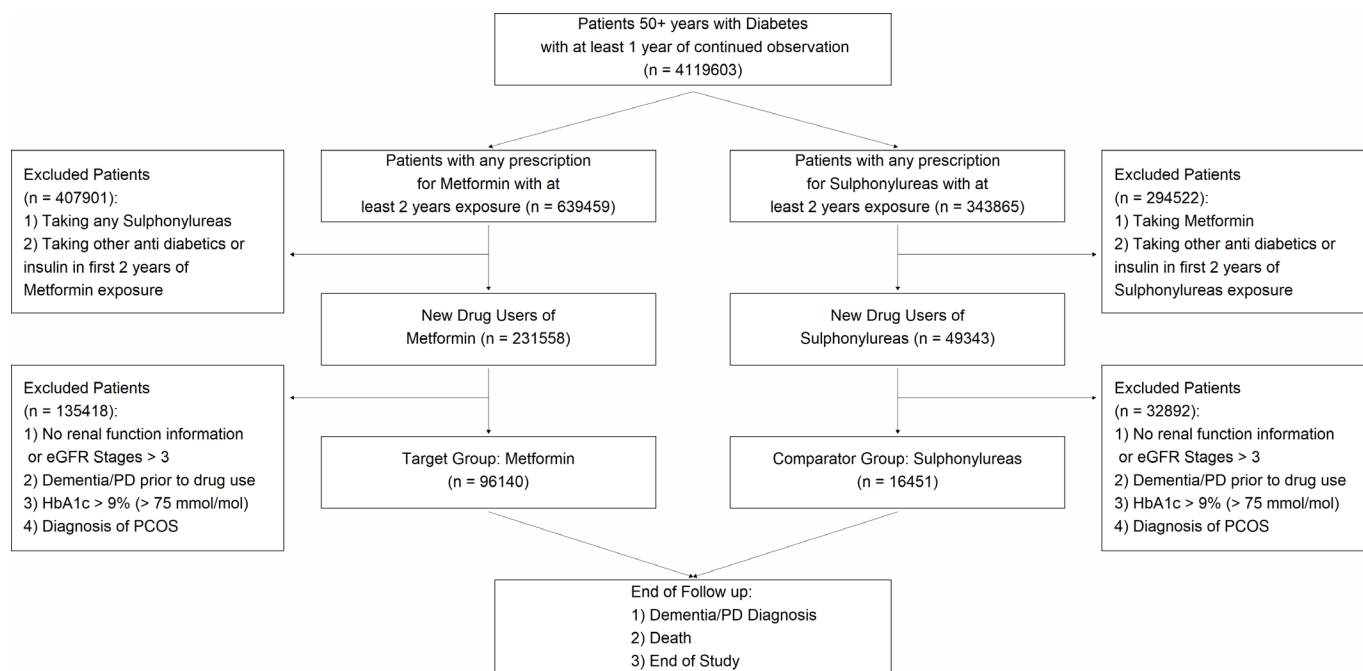 Patients 50+ years with Diabetes
with at least 1 year of continued observation
(n = 4119603)
Excluded Patients
(n = 407901):
1) Taking any Sulphonylureas
2) Taking other anti diabetics or
insulin in first 2 years of
Metformin exposure
Patients with any prescription
for Metformin with at
least 2 years exposure (n = 639459)
Patients with any prescription
for Sulphonylureas with at
least 2 years exposure (n = 343865)
Excluded Patients
(n = 294522):
1) Taking Metformin
2) Taking other anti diabetics or
insulin in first 2 years of
Sulphonylureas exposure
New Drug Users of
Metformin (n = 231558)
New Drug Users of
Sulphonylureas (n = 49343)
Excluded Patients
(n = 135418):
1) No renal function information
or eGFR Stages > 3
2) Dementia/PD prior to drug use
3) HbA1c > 9% (> 75 mmol/mol)
4) Diagnosis of PCOS
Target Group: Metformin
(n = 96140)
Comparator Group: Sulphonylureas
(n = 16451)
Excluded Patients
(n = 32892):
1) No renal function information
or eGFR Stages > 3
2) Dementia/PD prior to drug use
3) HbA1c > 9% (> 75 mmol/mol)
4) Diagnosis of PCOS
End of Follow up:
1) Dementia/PD Diagnosis
2) Death
3) End of Study